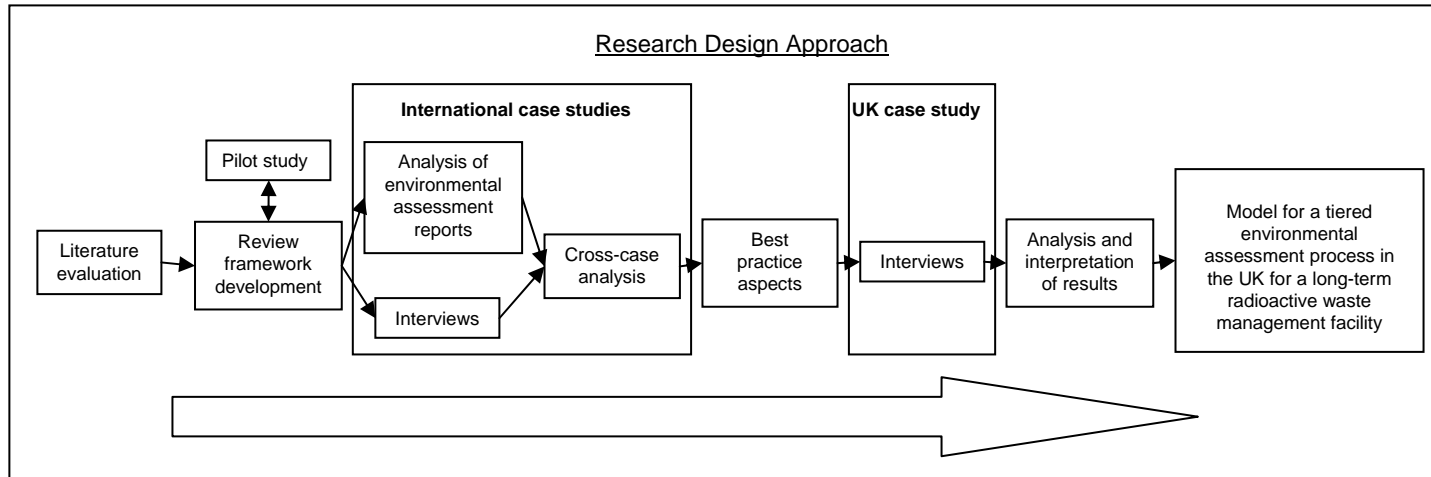 Research Design Approach
International case studies
UK case study
Pilot study
Literature
evaluation
Review
framework
development
Analysis of
environmental
assessment
reports
Interviews
Cross-case
analysis
Best
practice
aspects
Interviews
Analysis and
interpretation
of results
Model for a tiered
environmental
assessment process in
the UK for a long-term
radioactive waste
management facility